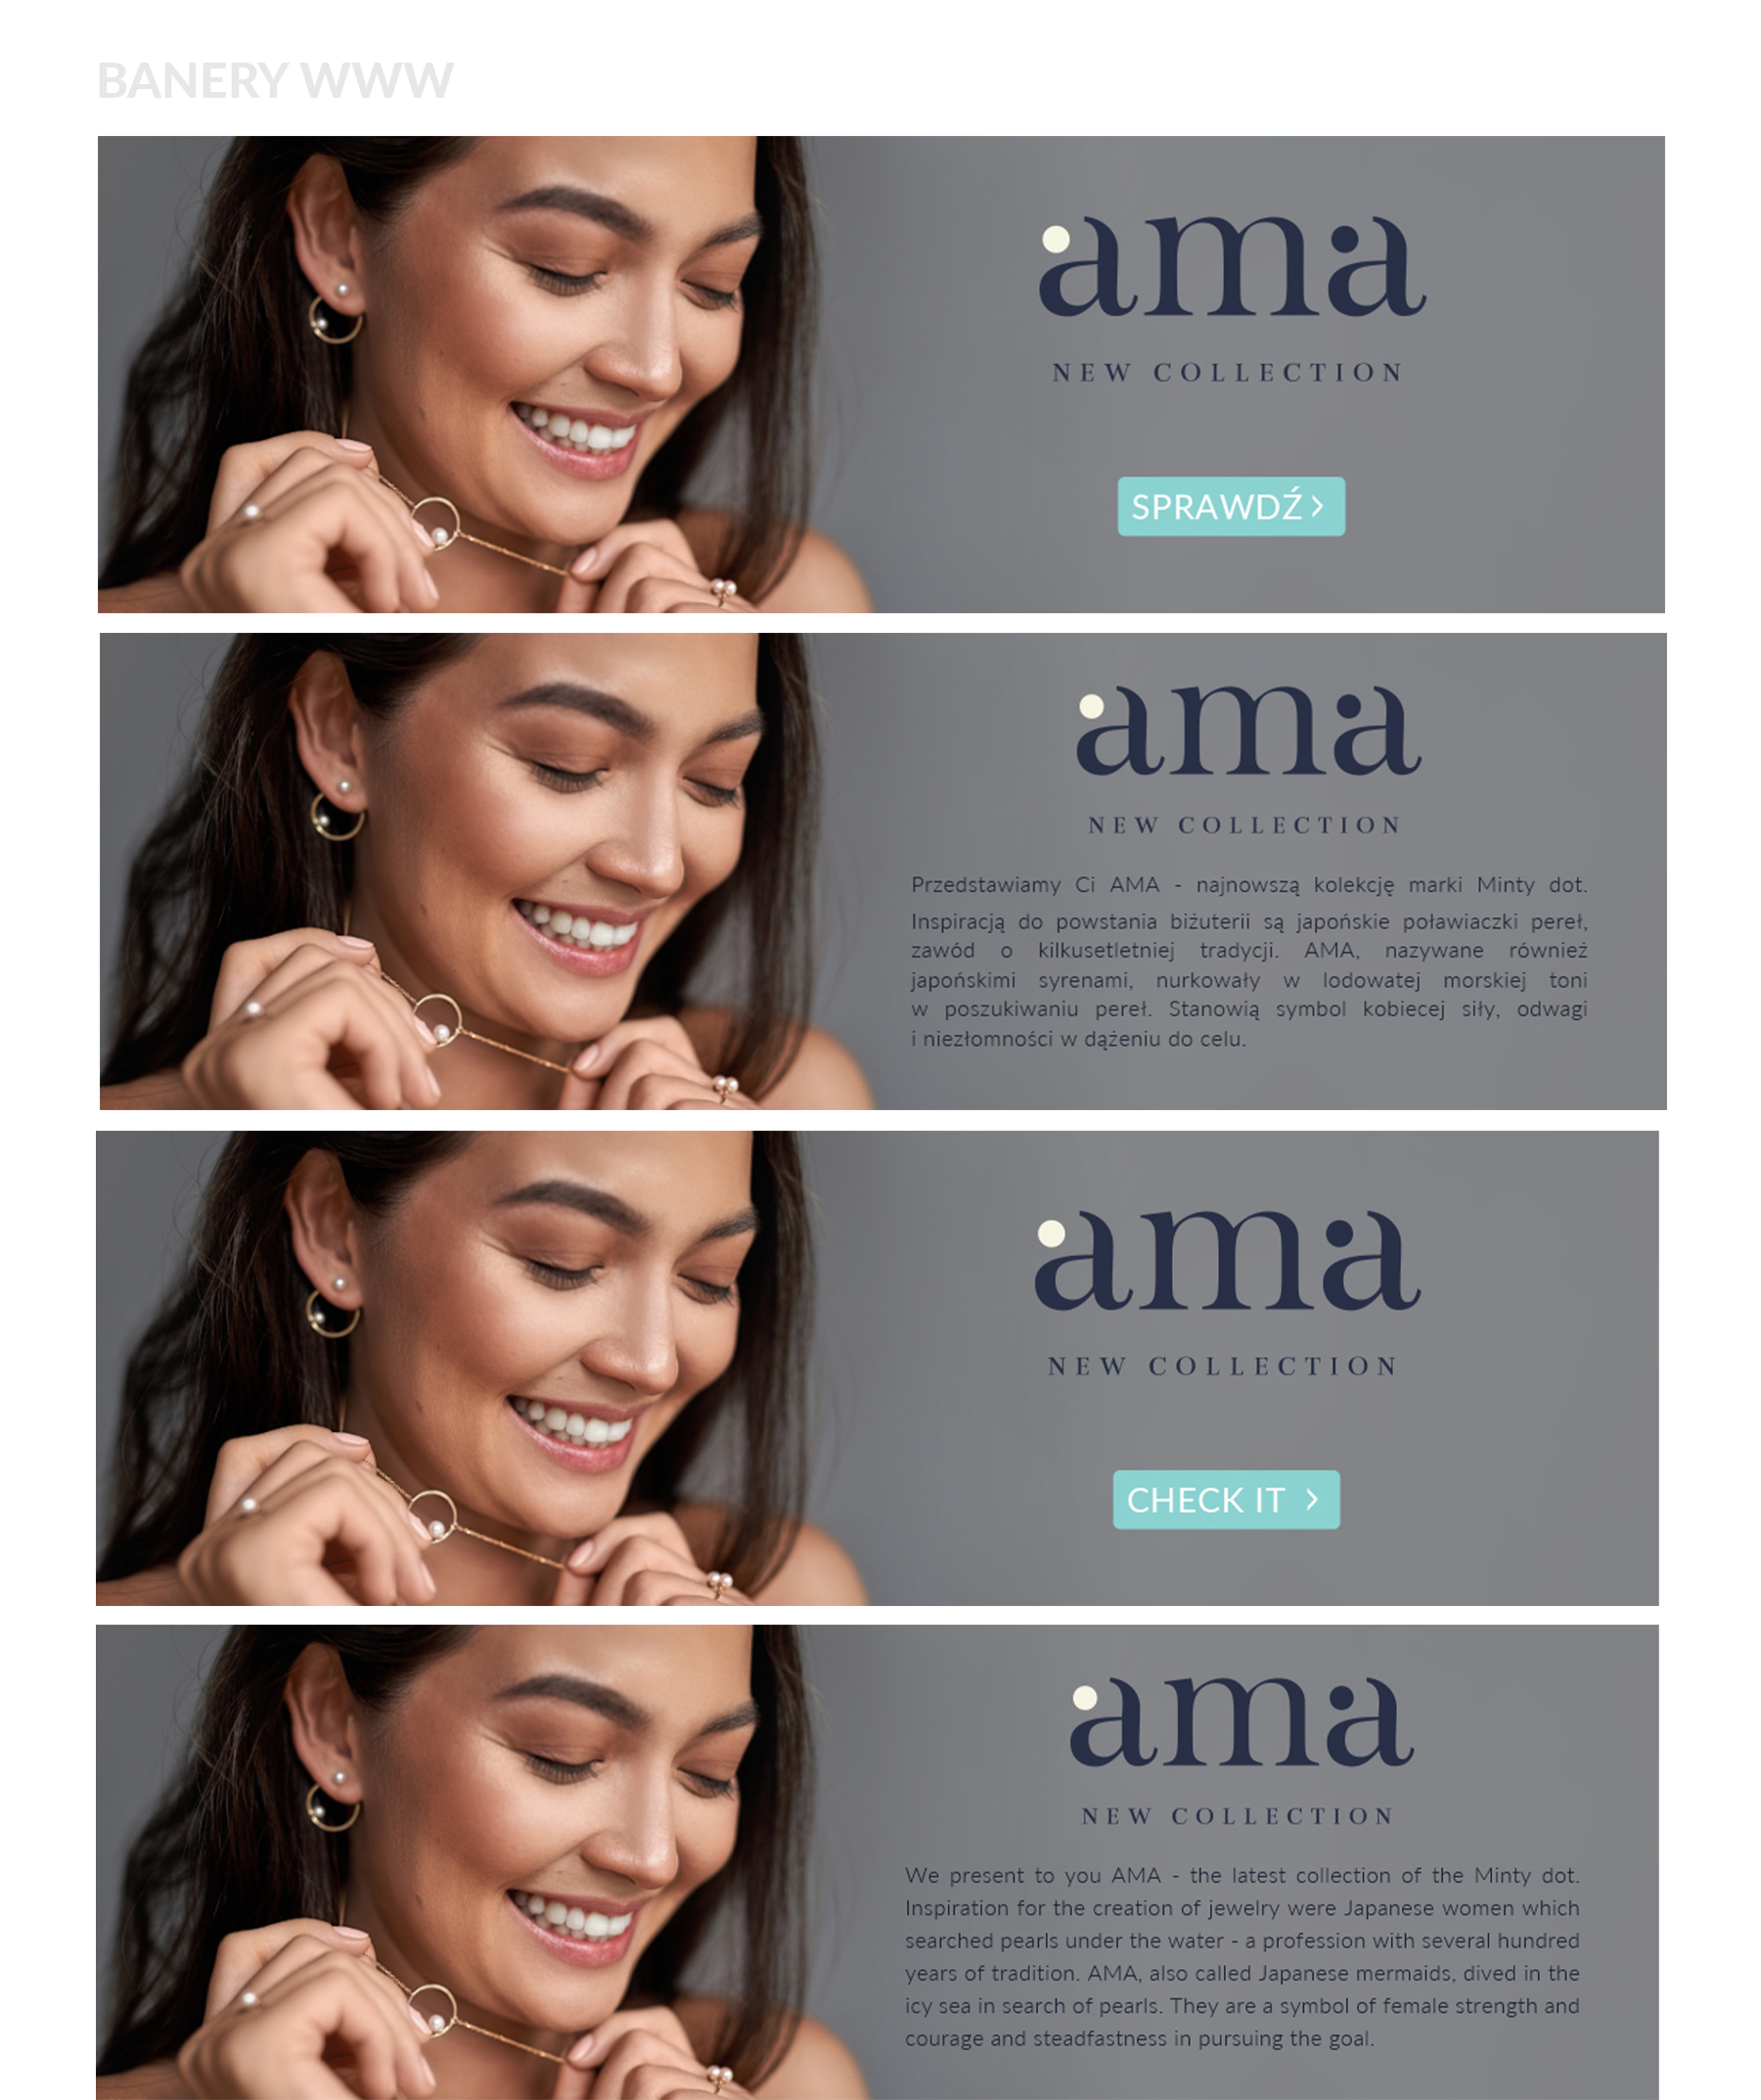 BANERY WWW
ama
NEW COLLECTION
SPRAWDŹ >
ama
NEW COLLECTION
Przedstawiamy Ci AMA - najnowszą kolekcję marki Minty dot.
Inspiracją do powstania biżuterii są japońskie poławiaczki pereł,
zawód o kilkusetletniej tradycji. AMA, nazywane również
japońskimi syrenami, nurkowały w lodowatej morskiej toni
w poszukiwaniu pereł. Stanowią symbol kobiecej siły, odwagi
i niezłomności w dążeniu do celu.
ama
NEW COLLECTION
CHECK IT >
ama
NEW COLLECTION
We present to you AMA - the latest collection of the Minty dot.
Inspiration for the creation of jewelry were Japanese women which
searched pearls under the water - a profession with several hundred
years of tradition. AMA, also called Japanese mermaids, dived in the
icy sea in search of pearls. They are a symbol of female strength and
courage and steadfastness in pursuing the goal.